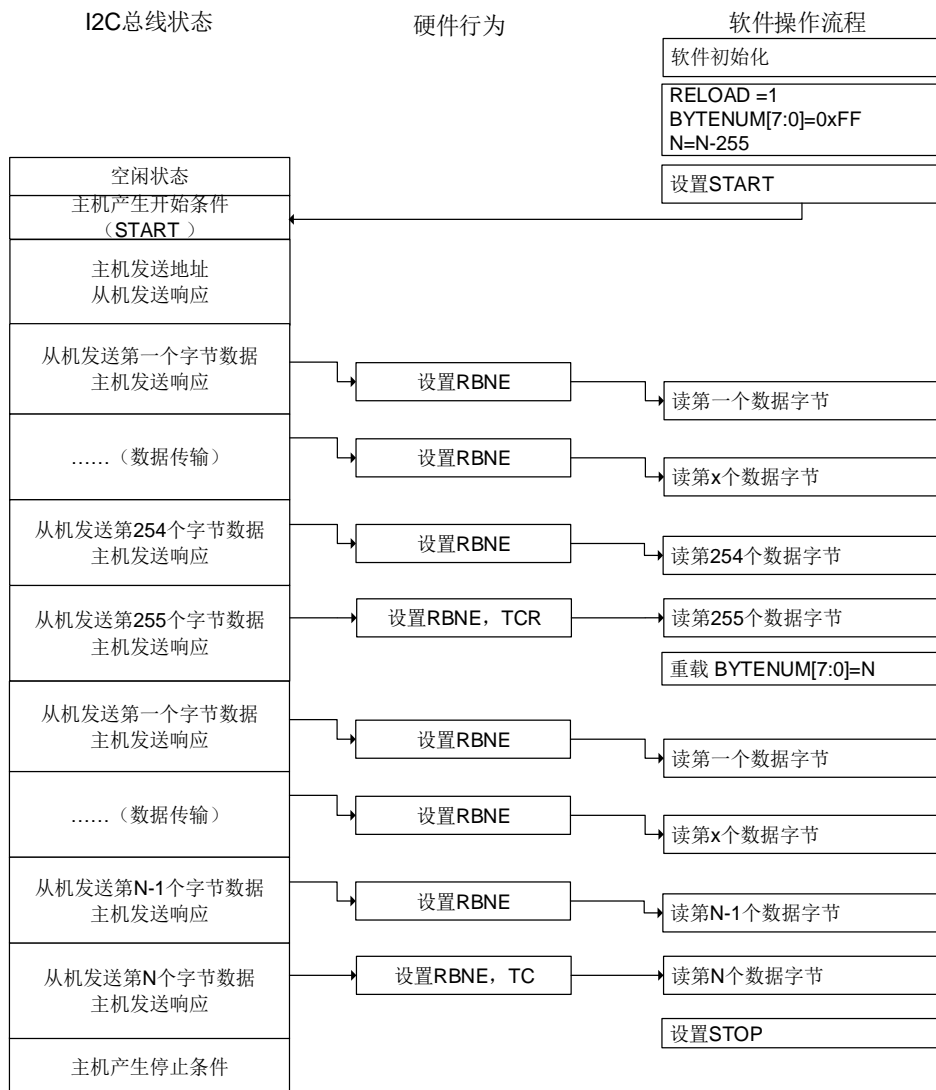 I2C总线状态
硬件行为
软件操作流程
软件初始化
RELOAD =1
BYTENUM[7:0]=0xFF
N=N-255
空闲状态
设置START
主机产生开始条件
（START ）
主机发送地址
从机发送响应
从机发送第一个字节数据
主机发送响应
设置RBNE
读第一个数据字节
……（数据传输）
设置RBNE
读第x个数据字节
从机发送第254个字节数据
主机发送响应
设置RBNE
读第254个数据字节
从机发送第255个字节数据
主机发送响应
设置RBNE，TCR
读第255个数据字节
重载 BYTENUM[7:0]=N
从机发送第一个字节数据
主机发送响应
设置RBNE
读第一个数据字节
……（数据传输）
设置RBNE
读第x个数据字节
从机发送第N-1个字节数据
主机发送响应
设置RBNE
读第N-1个数据字节
从机发送第N个字节数据
主机发送响应
设置RBNE，TC
读第N个数据字节
设置STOP
主机产生停止条件